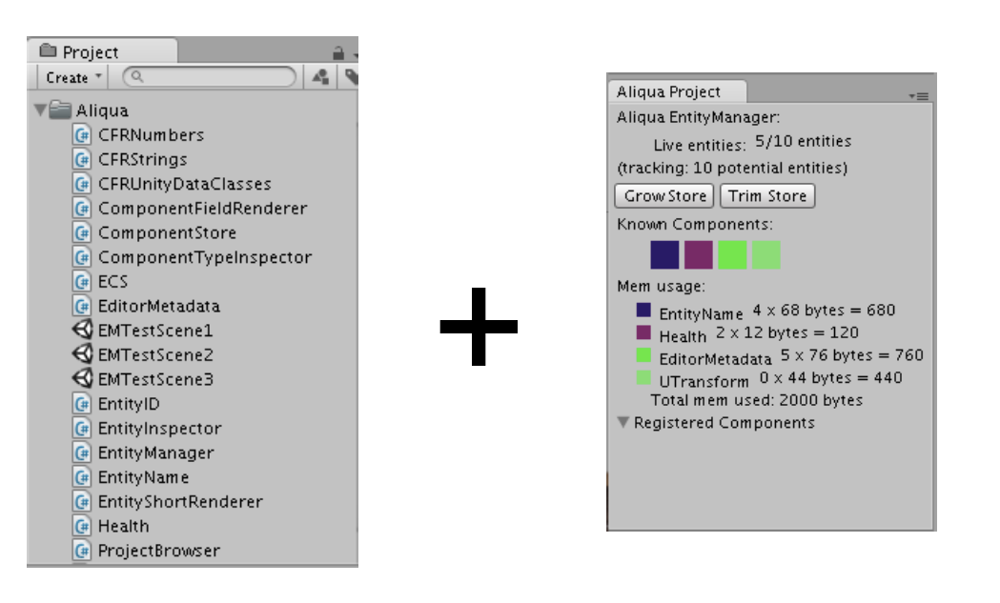 Project
Create
Aliqua
CFRNumbers
CFRStrings
CFRUnityDataClasses
ComponentFieldRenderer
ComponentStore
ComponentTypeInspector
ECS
EditorMetadata
EMTestScene1
EMTestScene2
EMTestScene3
EntityID
EntityInspector
EntityManager
EntityName
EntityShortRenderer
Health
ProjectBrowser
+
Aliqua Project
Aliqua EntityManager:
Live entities: 5/10 entities
(tracking: 10 potential entities)
Grow Store Trim Store
Known Components:
Mem usage:
EntityName 4 x 68 bytes = 680
Health 2 x 12 bytes = 120
EditorMetadata 5 x 76 bytes = 760
UTransform 0 x 44 bytes = 440
Total mem used: 2000 bytes
Registered Components